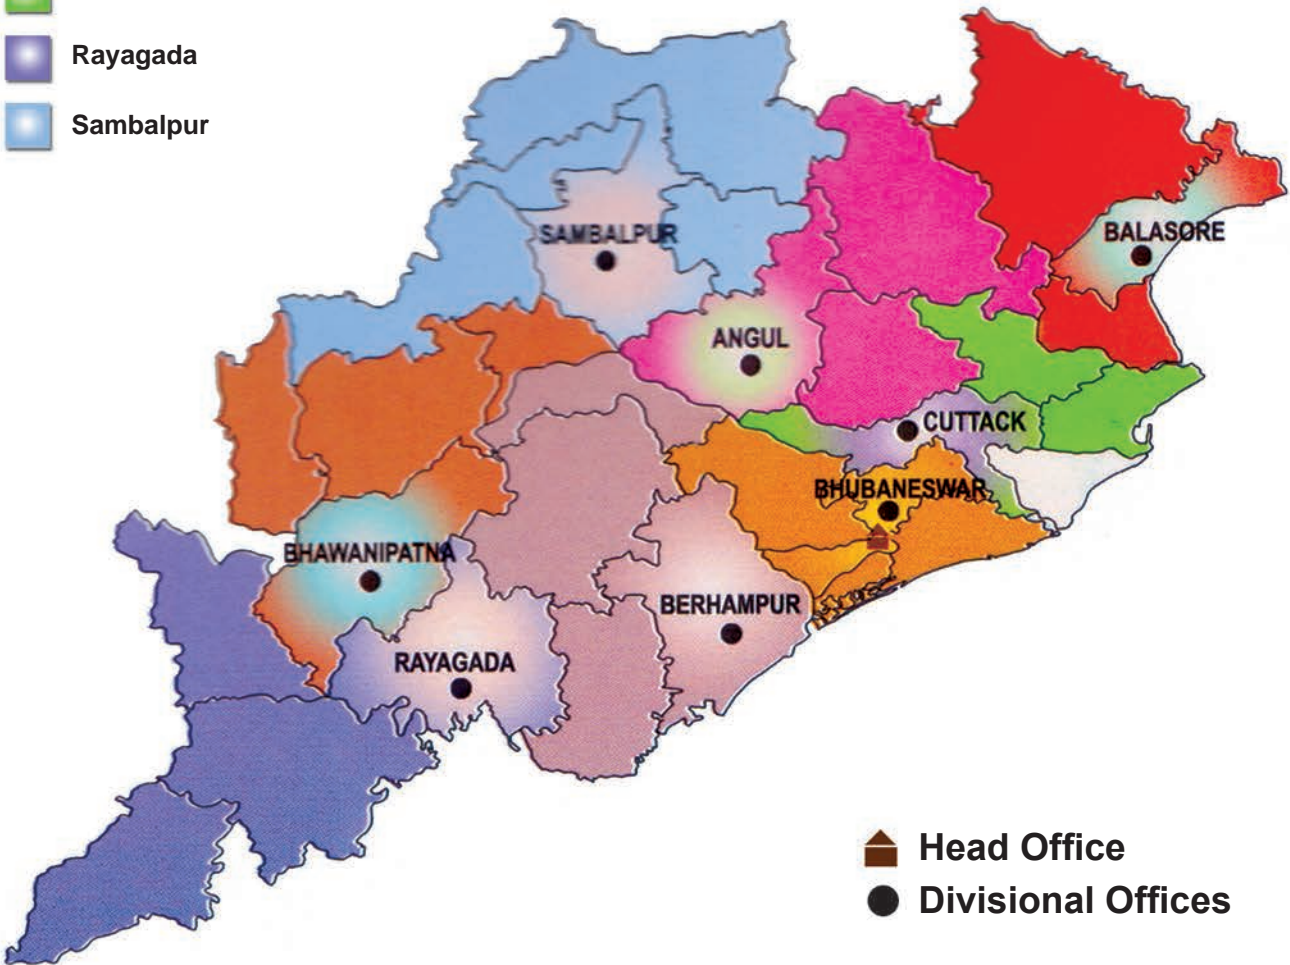 Rayagada
Sambalpur
SAMBALPUR
BALASORE
ANGUL
CUTTACK
BHUBANESWAR
BHAWANIPATNA
BERHAMPUR
RAYAGADA
Head Office
Divisional Offices